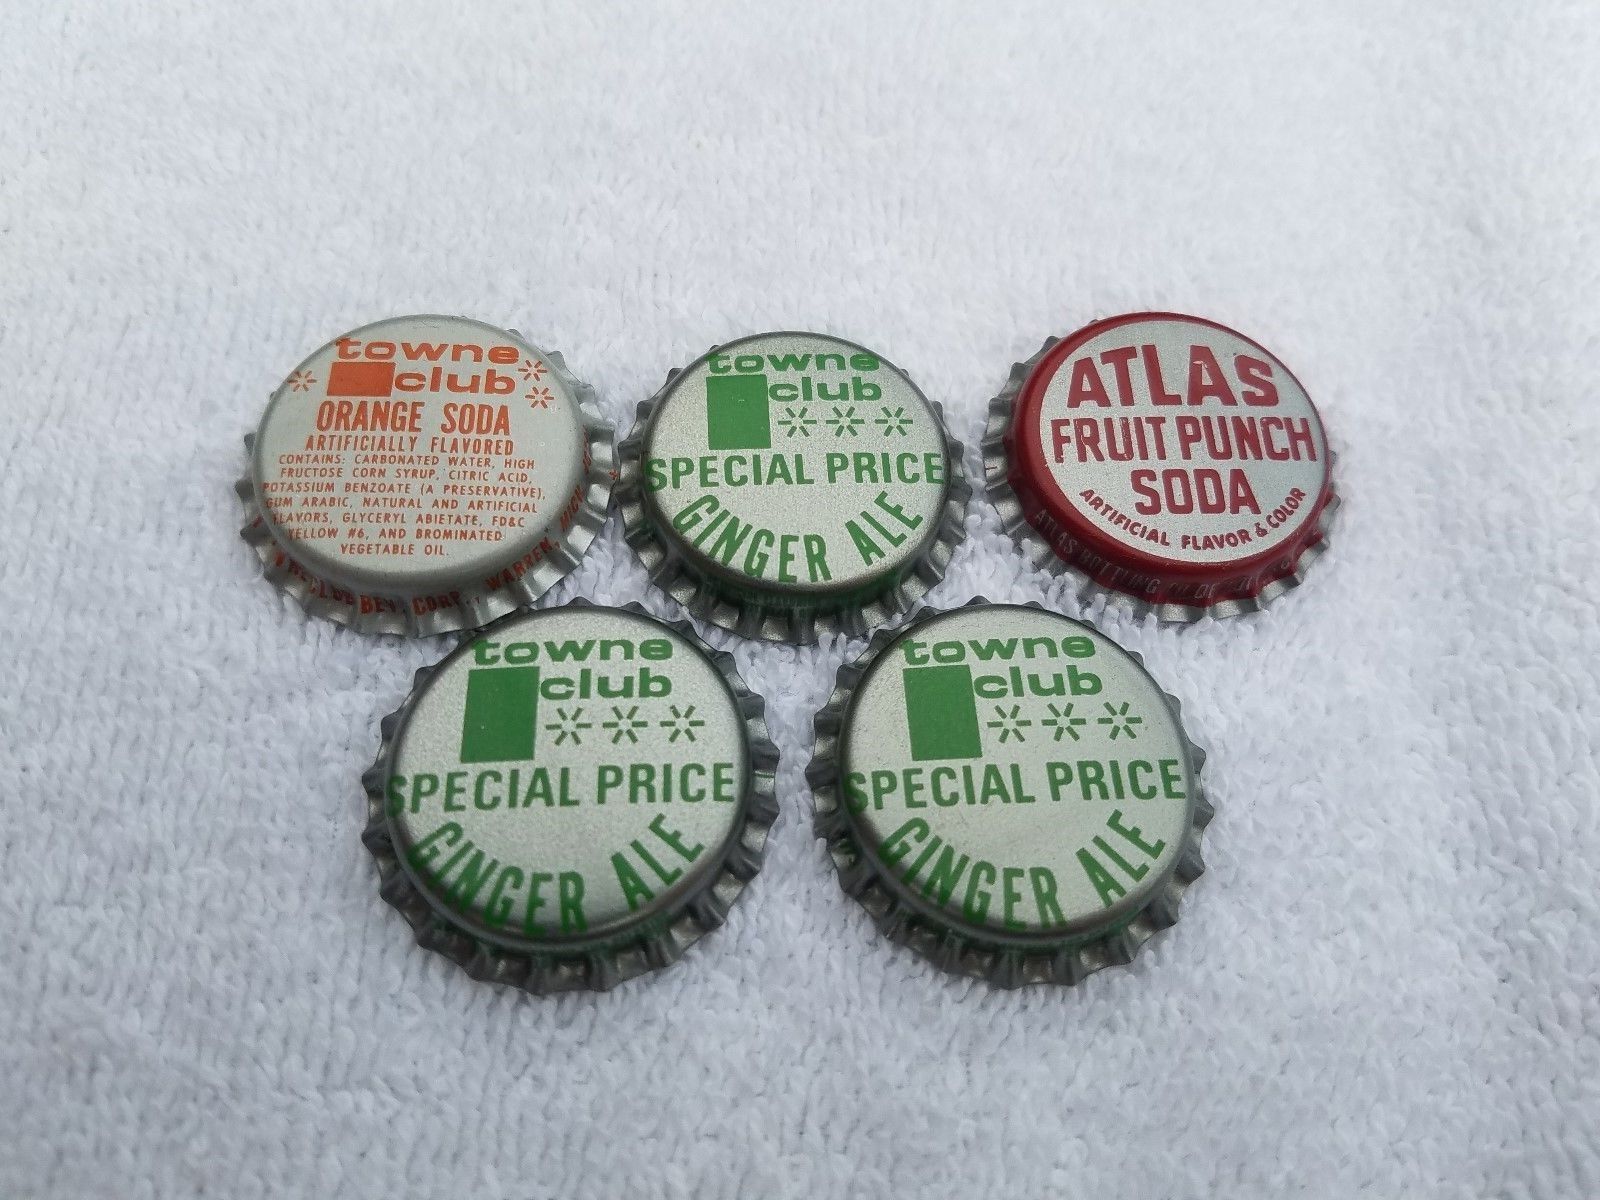 towne
club
ORANGE SODA
ARTIFICIALLY FLAVORED
CONTAINS: CARBONATED WATER, HIGH
FRUCTOSE CORN SYRUP, CITRIC ACID,
POTASSIUM BENZOATE (A PRESERVATIVE),
GUM ARABIC, NATURAL AND ARTIFICIAL
FLAVORS, GLYCERYL ABIETATE, FD&C
YELLOW #6, AND BROMINATED
VEGETABLE OIL.
CLUB BEV. CORP., WARREN, MICH.
towne
club
SPECIAL PRICE
GINGER ALE
ATLAS
FRUIT PUNCH
SODA
ARTIFICIAL FLAVOR & COLOR
ATLAS BOTTLING
towne
club
SPECIAL PRICE
GINGER ALE
towne
club
SPECIAL PRICE
GINGER ALE